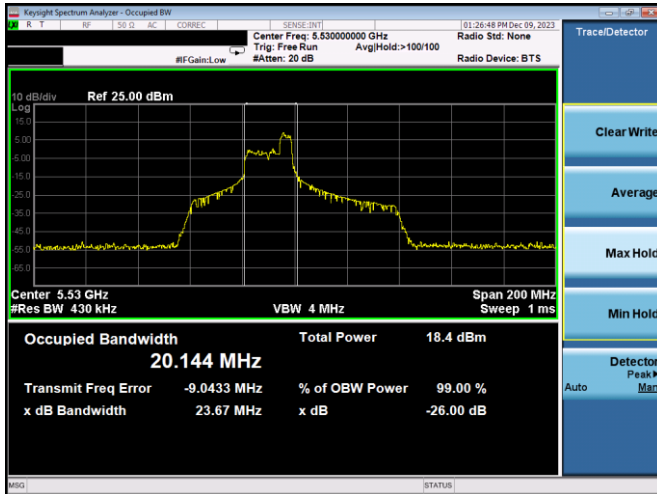 Keysight Spectrum Analyzer - Occupied BW
R T RF 50 Ω AC CORREC SENSE:INT 01:26:48 PM Dec 09, 2023
Center Freq: 5.530000000 GHz Radio Std: None
Trig: Free Run Avg|Hold:>100/100
#IFGain:Low #Atten: 20 dB Radio Device: BTS
10 dB/div Ref 25.00 dBm
Log
15.0
5.00
-5.00
-15.0
-25.0
-35.0
-45.0
-55.0
-65.0
Center 5.53 GHz Span 200 MHz
#Res BW 430 kHz VBW 4 MHz Sweep 1 ms
Occupied Bandwidth Total Power 18.4 dBm
20.144 MHz
Transmit Freq Error -9.0433 MHz % of OBW Power 99.00 %
x dB Bandwidth 23.67 MHz x dB -26.00 dB
MSG STATUS
Trace/Detector
Clear Write
Average
Max Hold
Min Hold
Detector
Peak
Auto Man